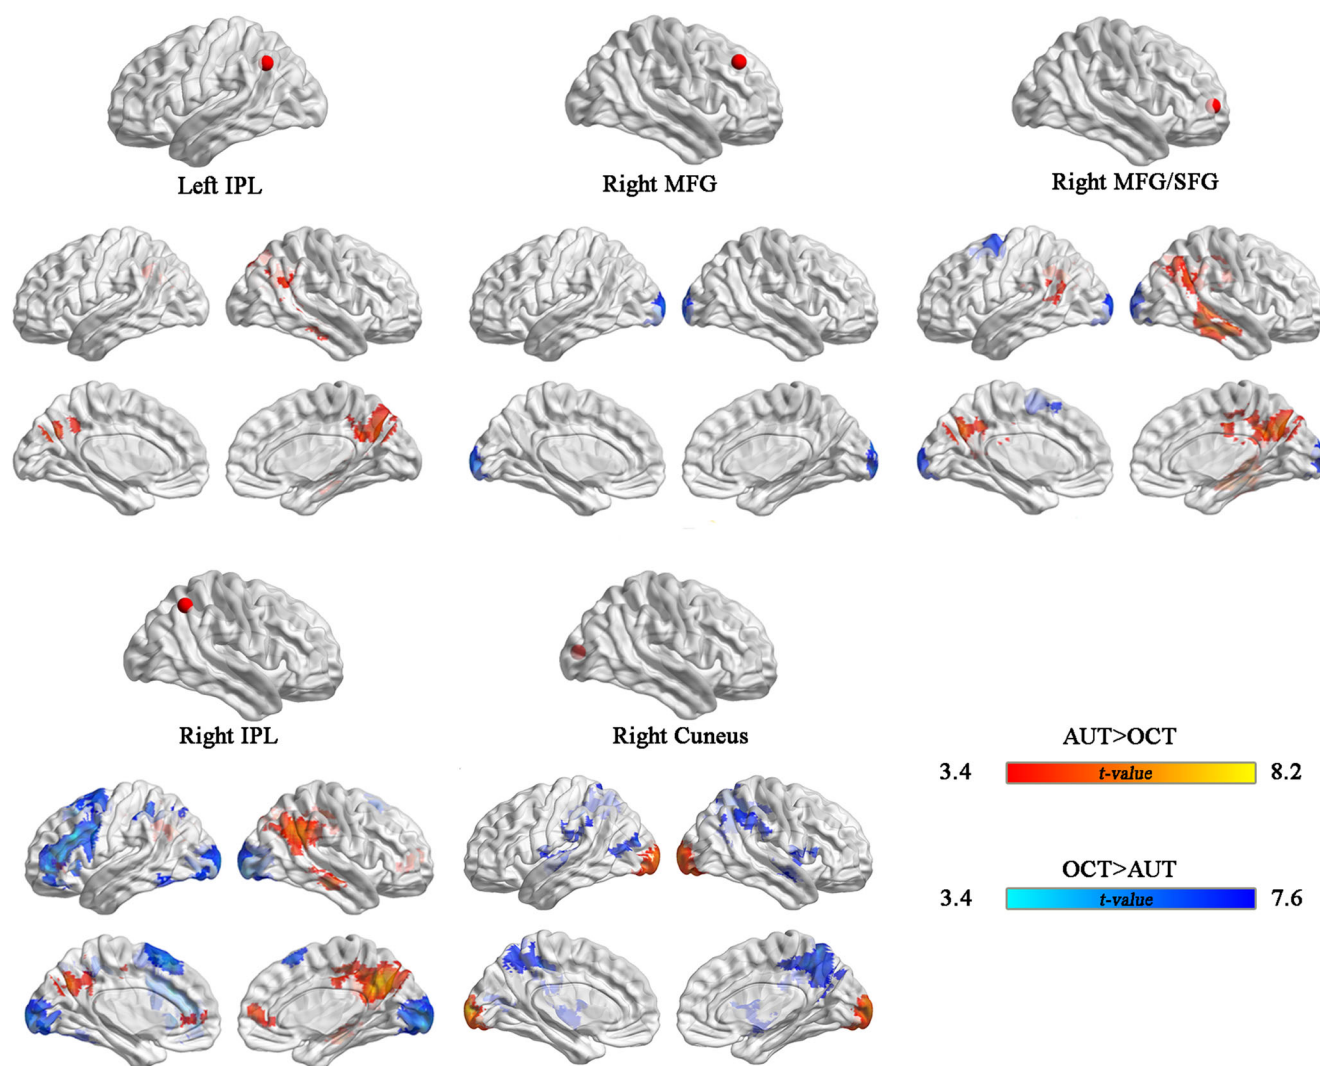 Left IPL
Right MFG
Right MFG/SFG
Right IPL
Right Cuneus
AUT>OCT
3.4 t-value 8.2
OCT>AUT
3.4 t-value 7.6